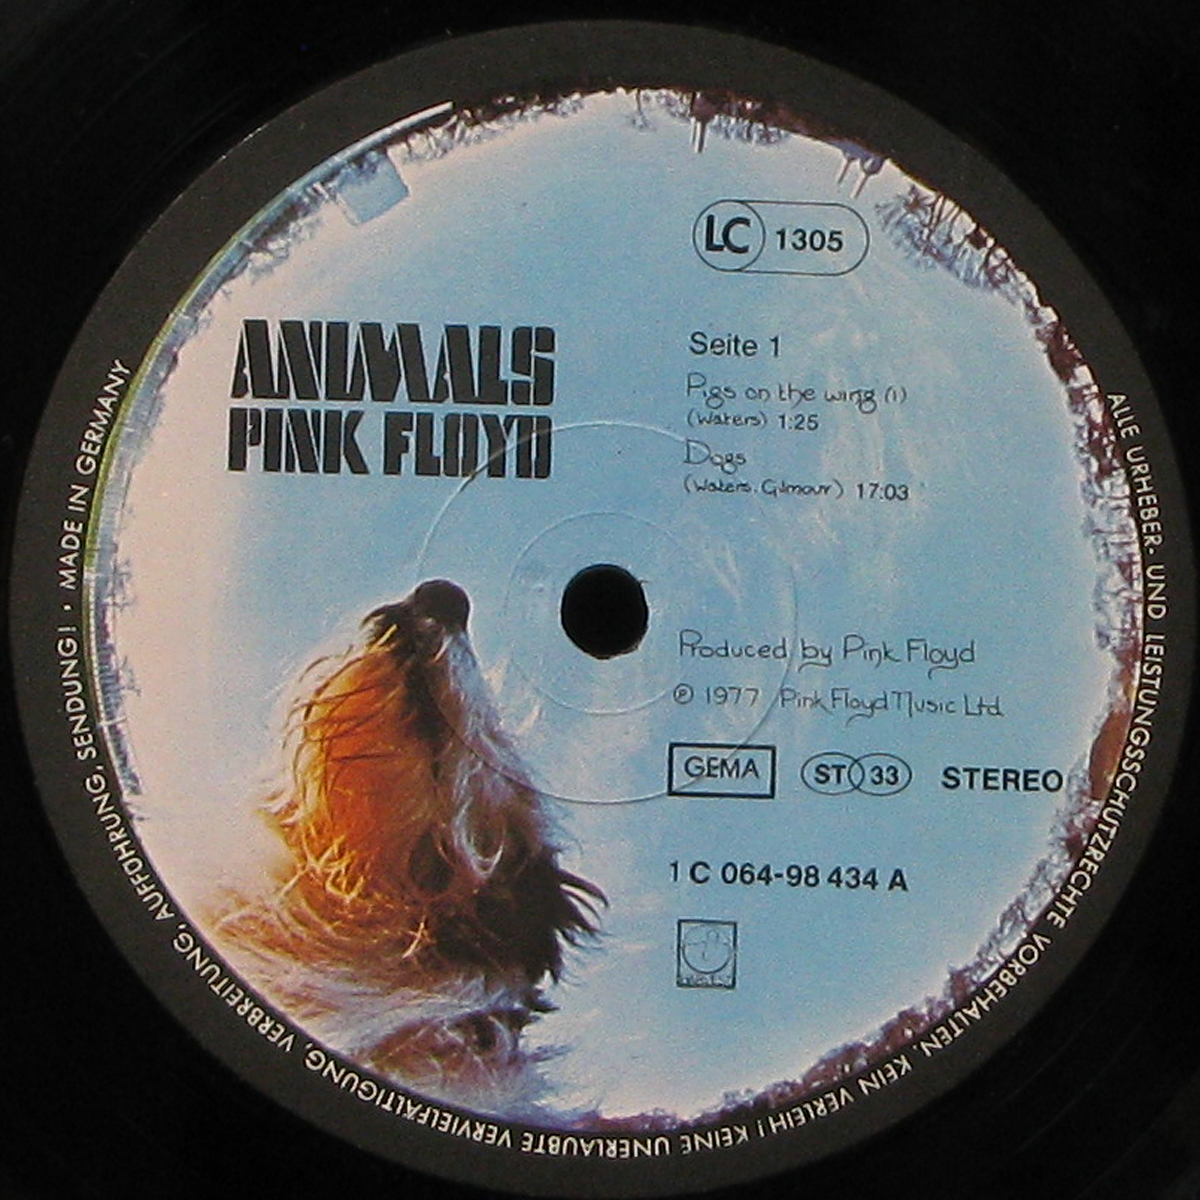 LC 1305
ANIMALS
PINK FLOYD
Seite 1
Pigs on the wing (1)
(Waters) 1:25
Dogs
(Waters. Gilmour) 17:03
Produced by Pink Floyd
℗ 1977 Pink Floyd Music Ltd.
GEMA ST 33 STEREO
1 C 064-98 434 A
HARVEST
ALLE URHEBER- UND LEISTUNGSSCHUTZRECHTE VORBEHALTEN. KEIN VERLEIH! KEINE UNERLAUBTE VERVIELFÄLTIGUNG, VERBREITUNG, AUFFÜHRUNG, SENDUNG! · MADE IN GERMANY